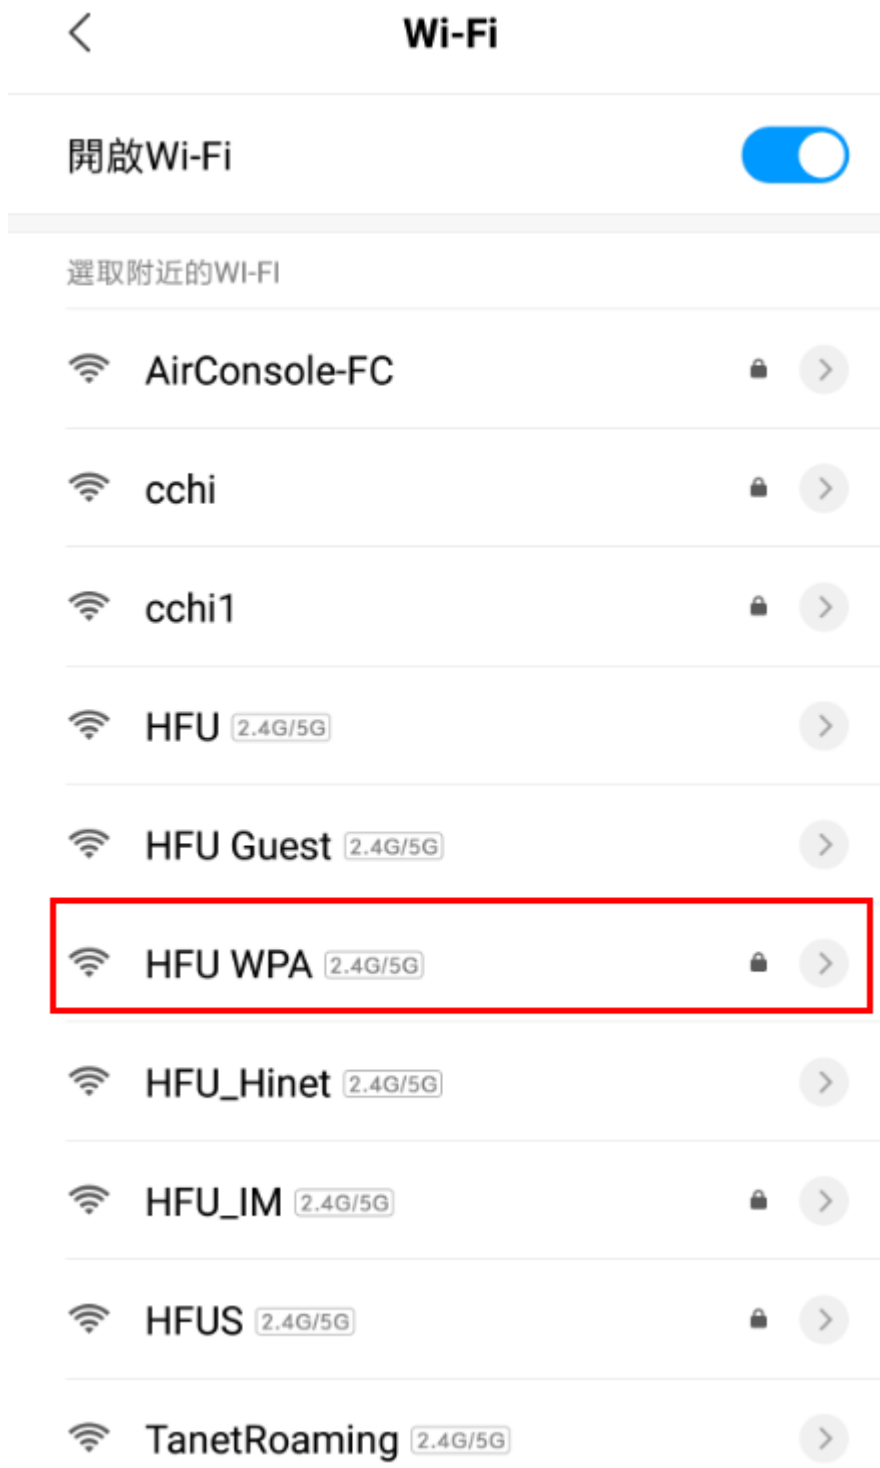 Wi-Fi
開啟Wi-Fi
選取附近的WI-FI
AirConsole-FC
cchi
cchi1
HFU 2.4G/5G
HFU Guest 2.4G/5G
HFU WPA 2.4G/5G
HFU_Hinet 2.4G/5G
HFU_IM 2.4G/5G
HFUS 2.4G/5G
TanetRoaming 2.4G/5G